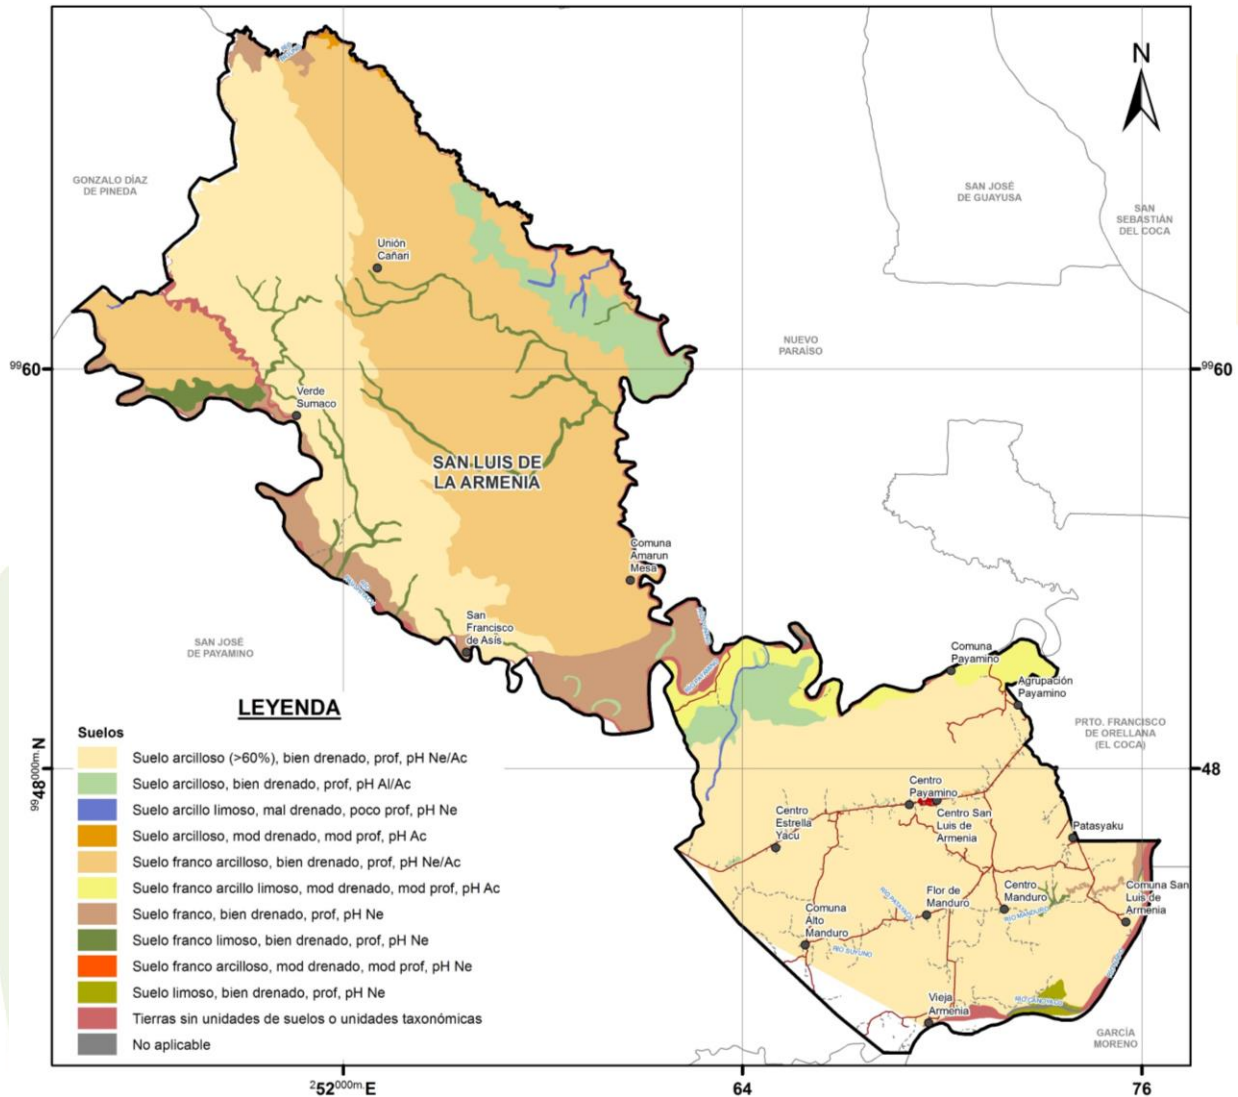 N
GONZALO DÍAZ
DE PINEDA
SAN JOSÉ
DE GUAYUSA
SAN
SEBASTIÁN
DEL COCA
Unión
Cañari
NUEVO
PARAÍSO
9960
9960
Verde
Sumaco
SAN LUIS DE
LA ARMENIA
Comuna
Amarun
Mesa
San
Francisco
de Asís
SAN JOSÉ
DE PAYAMINO
RÍO PAYAMINO
Comuna
Payamino
Agrupación
Payamino
PRTO. FRANCISCO
DE ORELLANA
(EL COCA)
9948000m.N
48
Centro
Payamino
Centro
Estrella
Yacu
Centro San
Luis de
Armenia
Patasyaku
Flor de
Manduro
Centro
Manduro
Comuna San
Luis de
Armenia
RÍO MANDURO
Comuna
Alto
Manduro
RÍO SUYUNO
Vieja
Armenia
GARCÍA
MORENO
LEYENDA
Suelos
Suelo arcilloso (>60%), bien drenado, prof, pH Ne/Ac
Suelo arcilloso, bien drenado, prof, pH Al/Ac
Suelo arcillo limoso, mal drenado, poco prof, pH Ne
Suelo arcilloso, mod drenado, mod prof, pH Ac
Suelo franco arcilloso, bien drenado, prof, pH Ne/Ac
Suelo franco arcillo limoso, mod drenado, mod prof, pH Ac
Suelo franco, bien drenado, prof, pH Ne
Suelo franco limoso, bien drenado, prof, pH Ne
Suelo franco arcilloso, mod drenado, mod prof, pH Ne
Suelo limoso, bien drenado, prof, pH Ne
Tierras sin unidades de suelos o unidades taxonómicas
No aplicable
252000m.E
64
76